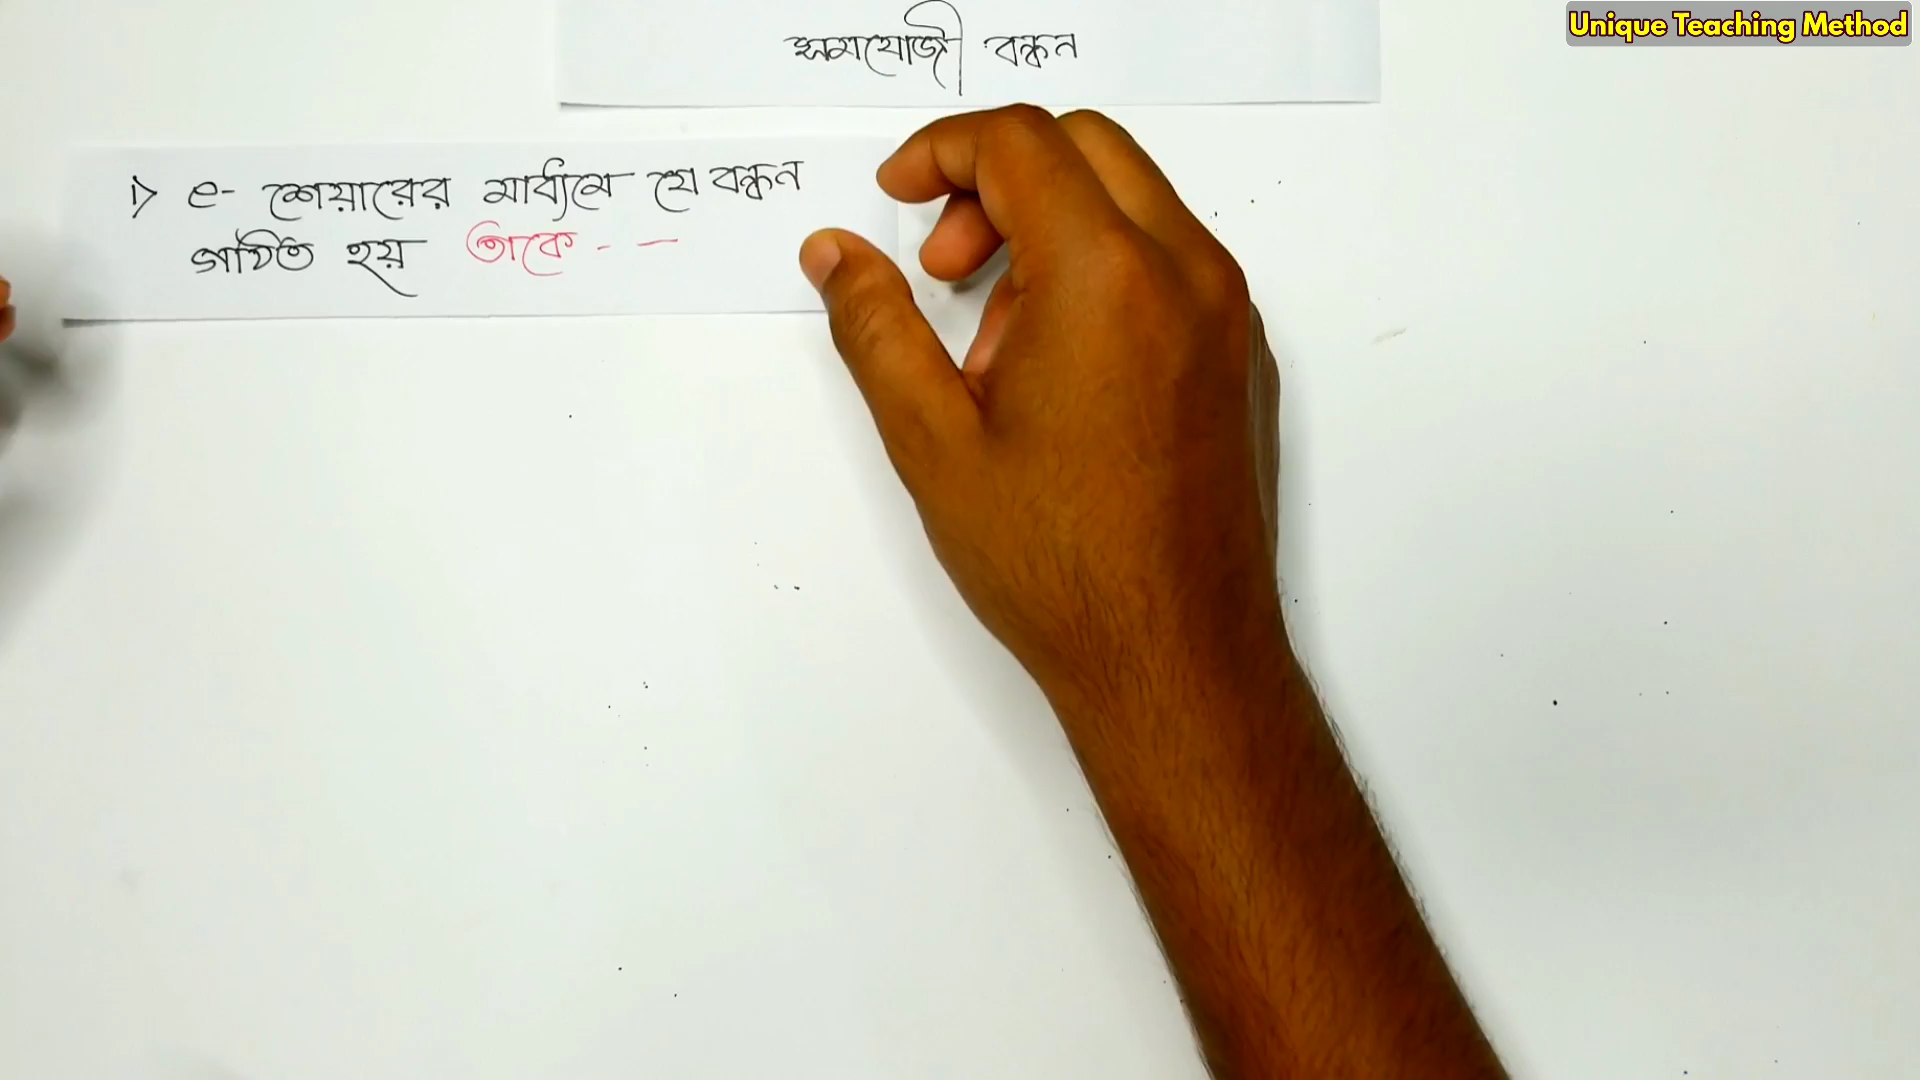 Unique Teaching Method
সমযোজী বন্ধন
1> e- শেয়ারের মাধ্যমে যে বন্ধন
গঠিত হয় তাকে - —